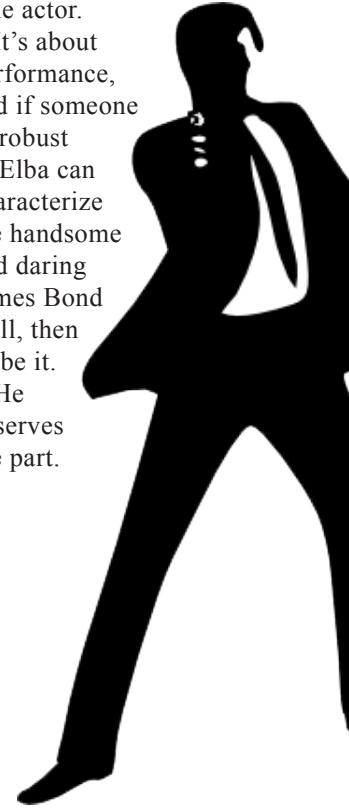 e actor.
It’s about
rformance,
d if someone
robust
Elba can
aracterize
e handsome
d daring
mes Bond
ll, then
be it.
He
serves
e part.